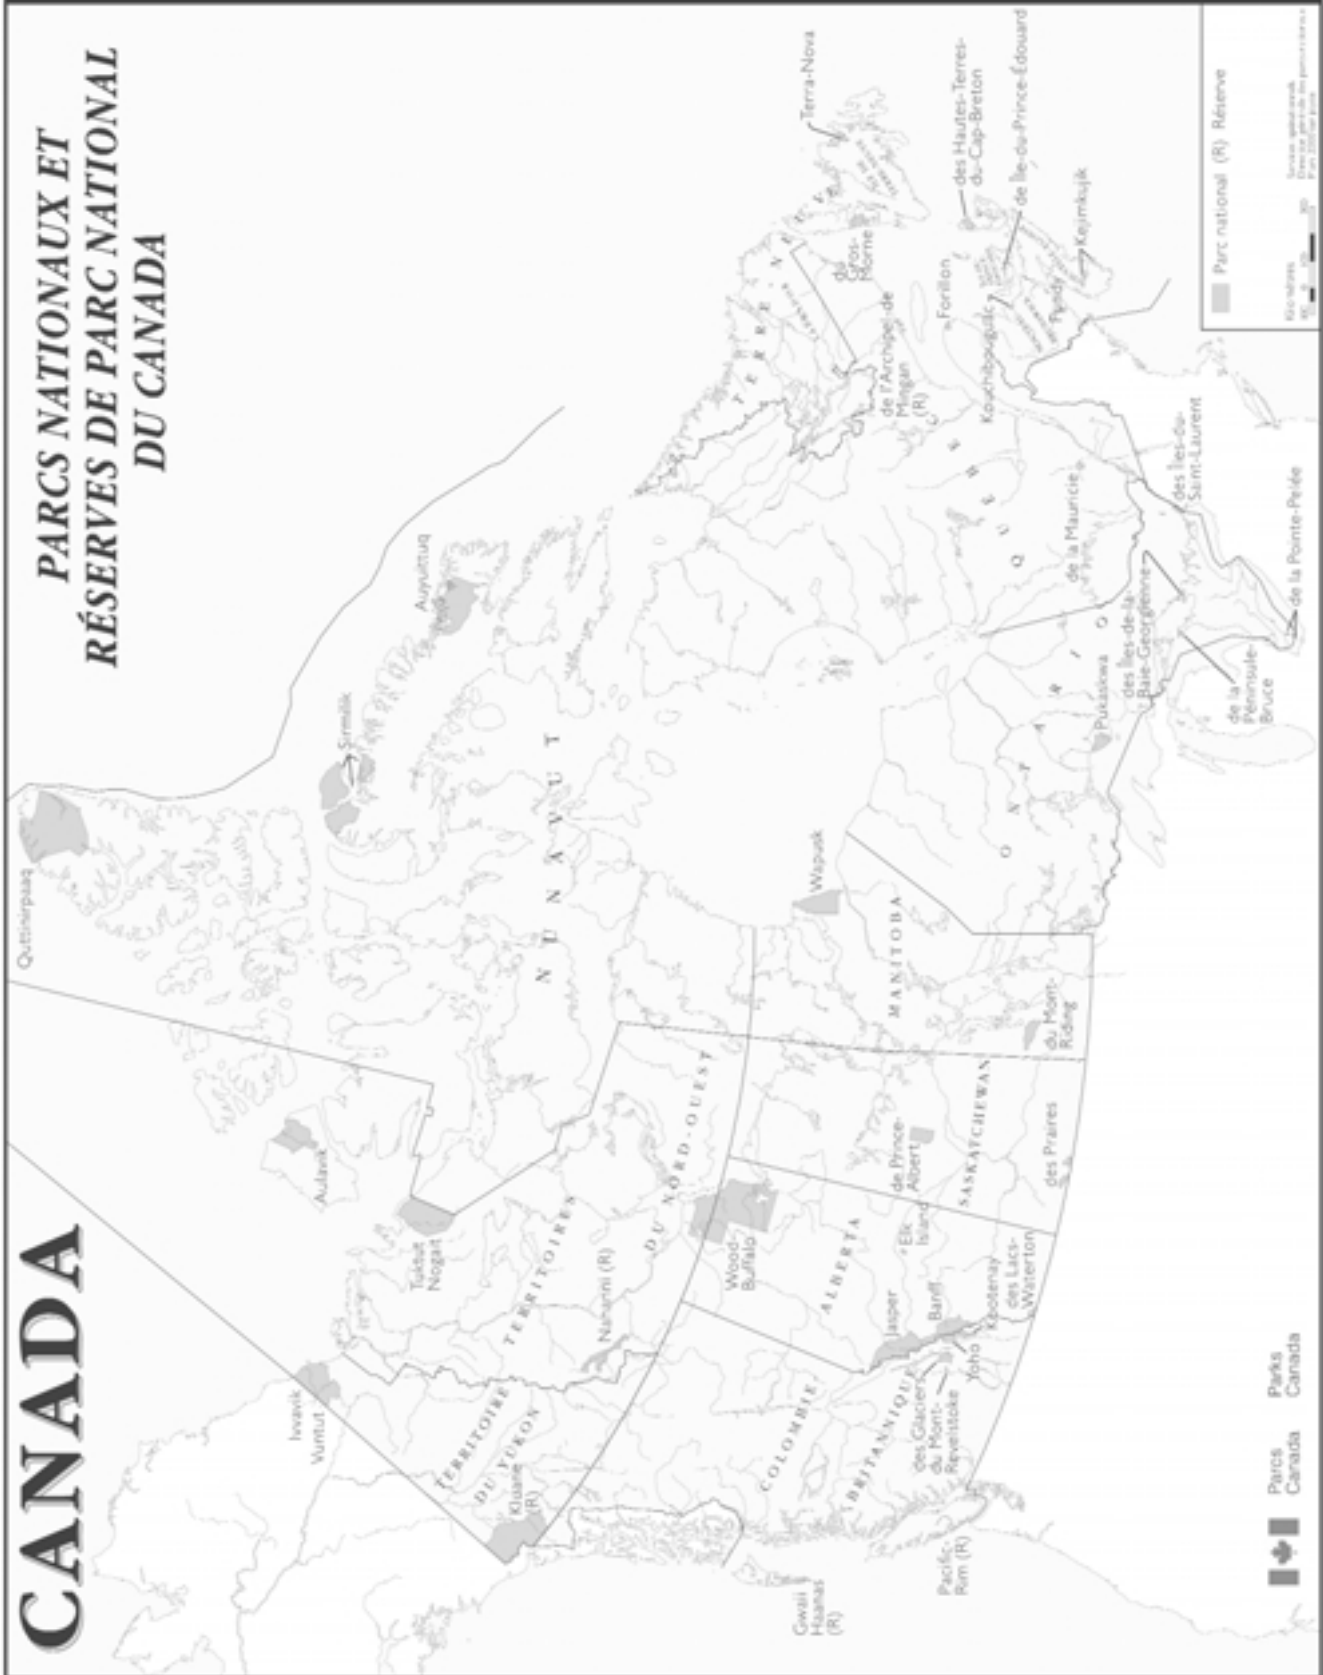 CANADA
PARCS NATIONAUX ET
RÉSERVES DE PARC NATIONAL
DU CANADA
Quttinirpaaq
Sirmilik
Auyuittuq
Aulavik
Tuktut
Nogait
Ivvavik
Vuntut
TERRITOIRE
DU YUKON
Kluane
(R)
TERRITOIRES
DU NORD-OUEST
Nahanni (R)
NUNAVUT
Wood-
Buffalo
Wapusk
COLOMBIE-
BRITANNIQUE
Gwaii
Haanas
(R)
Pacific-
Rim (R)
des Glaciers
du Mont-
Revelstoke
Yoho
Jasper
Banff
Kootenay
des Lacs-
Waterton
ALBERTA
Elk
Island
de Prince-
Albert
SASKATCHEWAN
des Praires
MANITOBA
du Mont-
Riding
ONTARIO
Pukaskwa
des Îles-de-la-
Baie-Georgienne
de la
Péninsule-
Bruce
de la Pointe-Pelée
des Îles-du-
Saint-Laurent
QUÉBEC
de la Mauricie
de l'Archipel-de
Mingan
(R)
Forillon
TERRE-NEUVE
du
Gros-
Morne
Terra-Nova
Kouchibouguac
Fundy
des Hautes-Terres-
du-Cap-Breton
de Île-du-Prince-Édouard
Kejimkujik
Parc national (R) Réserve
Kilomètres
Parcs
Canada
Parks
Canada